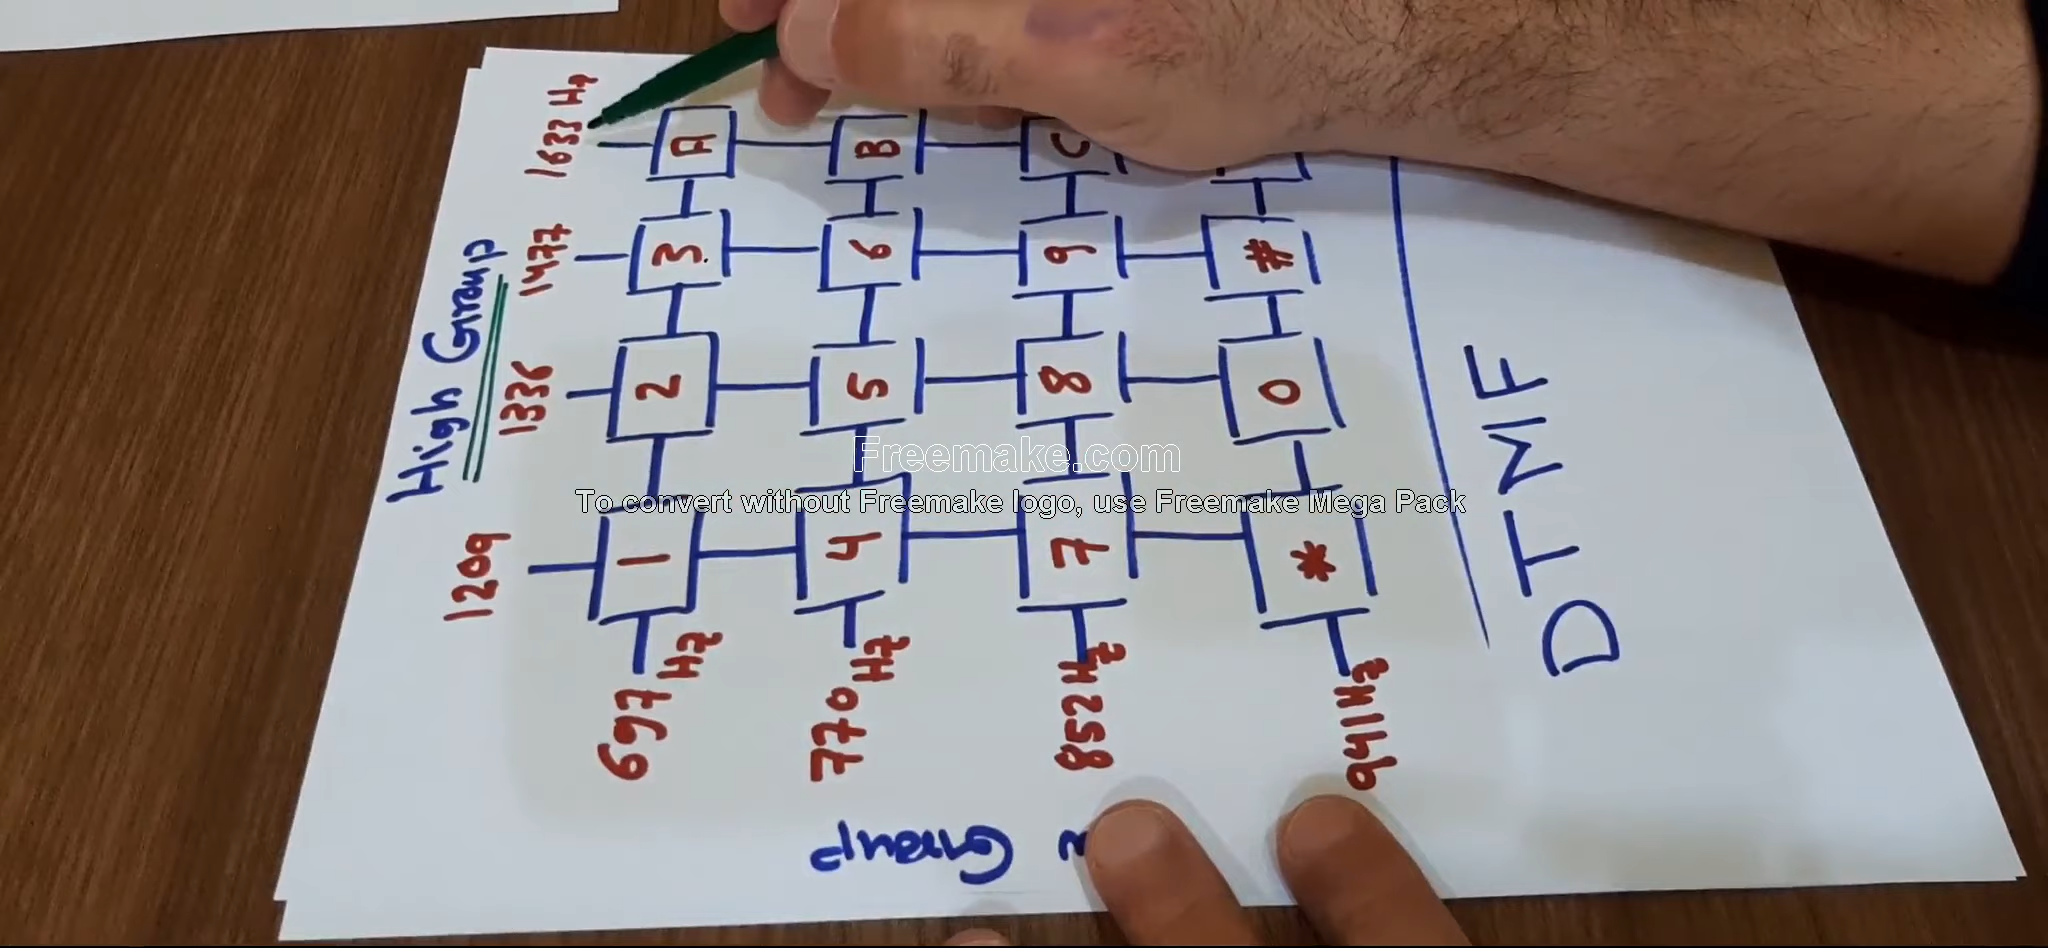 High Group
1209 1336 1477 1633 Hz
697 Hz 1 2 3 A
770 Hz 4 5 6 B
852 Hz 7 8 9 C
941 Hz * 0 #
Group
DTMF
Freemake.com
To convert without Freemake logo, use Freemake Mega Pack